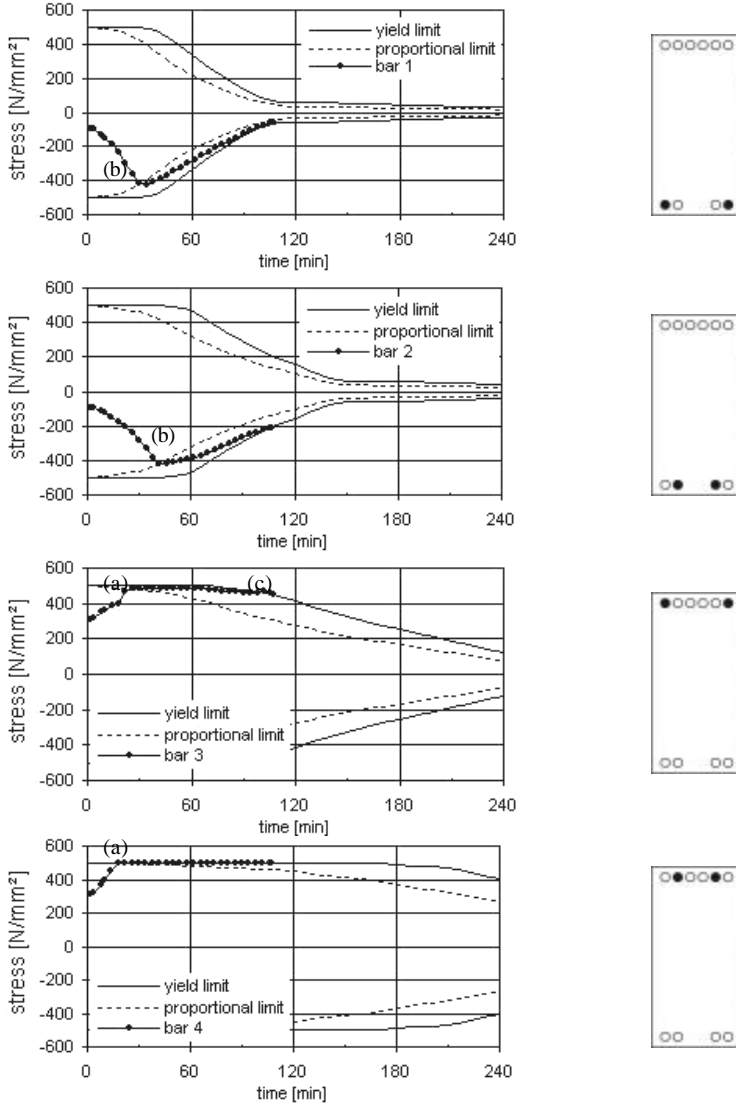 600
400
200
0
-200
-400
-600
stress [N/mm²]
yield limit
proportional limit
bar 1
(b)
0 60 120 180 240
time [min]
600
400
200
0
-200
-400
-600
stress [N/mm²]
yield limit
proportional limit
bar 2
(b)
0 60 120 180 240
time [min]
600
400
200
0
-200
-400
-600
stress [N/mm²]
(a) (c)
yield limit
proportional limit
bar 3
0 60 120 180 240
time [min]
(a)
600
400
200
0
-200
-400
-600
stress [N/mm²]
yield limit
proportional limit
bar 4
0 60 120 180 240
time [min]